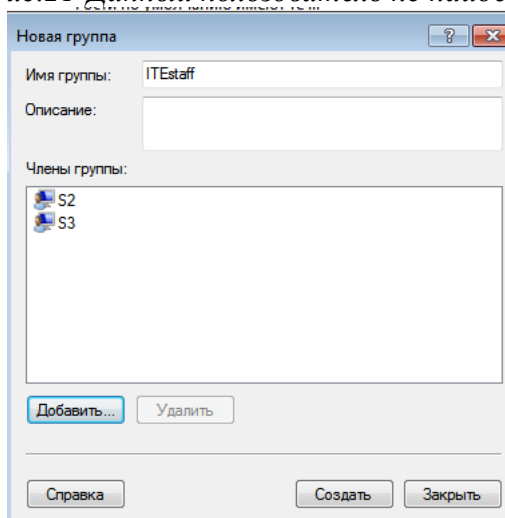 Новая группа
Имя группы: ITEstaff
Описание:
Члены группы:
S2
S3
Добавить... Удалить
Справка Создать Закрыть